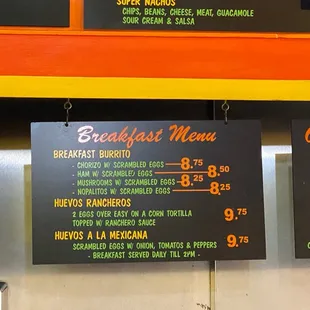 SUPER NACHOS
CHIPS, BEANS, CHEESE, MEAT, GUACAMOLE
SOUR CREAM & SALSA
Breakfast Menu
BREAKFAST BURRITO
- CHORIZO W/ SCRAMBLED EGGS 8.75
- HAM W/ SCRAMBLED EGGS 8.50
- MUSHROOMS W/ SCRAMBLED EGGS 8.25
- NOPALITOS W/ SCRAMBLED EGGS 8.25
HUEVOS RANCHEROS
2 EGGS OVER EASY ON A CORN TORTILLA 9.75
TOPPED W/ RANCHERO SAUCE
HUEVOS A LA MEXICANA 9.75
SCRAMBLED EGGS W/ ONION, TOMATOS & PEPPERS
- BREAKFAST SERVED DAILY TILL 2PM -